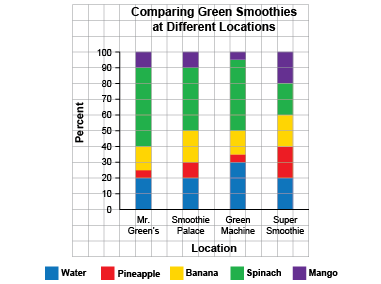 Comparing Green Smoothies
at Different Locations
Percent
100
90
80
70
60
50
40
30
20
10
0
Mr. Green's
Smoothie Palace
Green Machine
Super Smoothie
Location
Water
Pineapple
Banana
Spinach
Mango